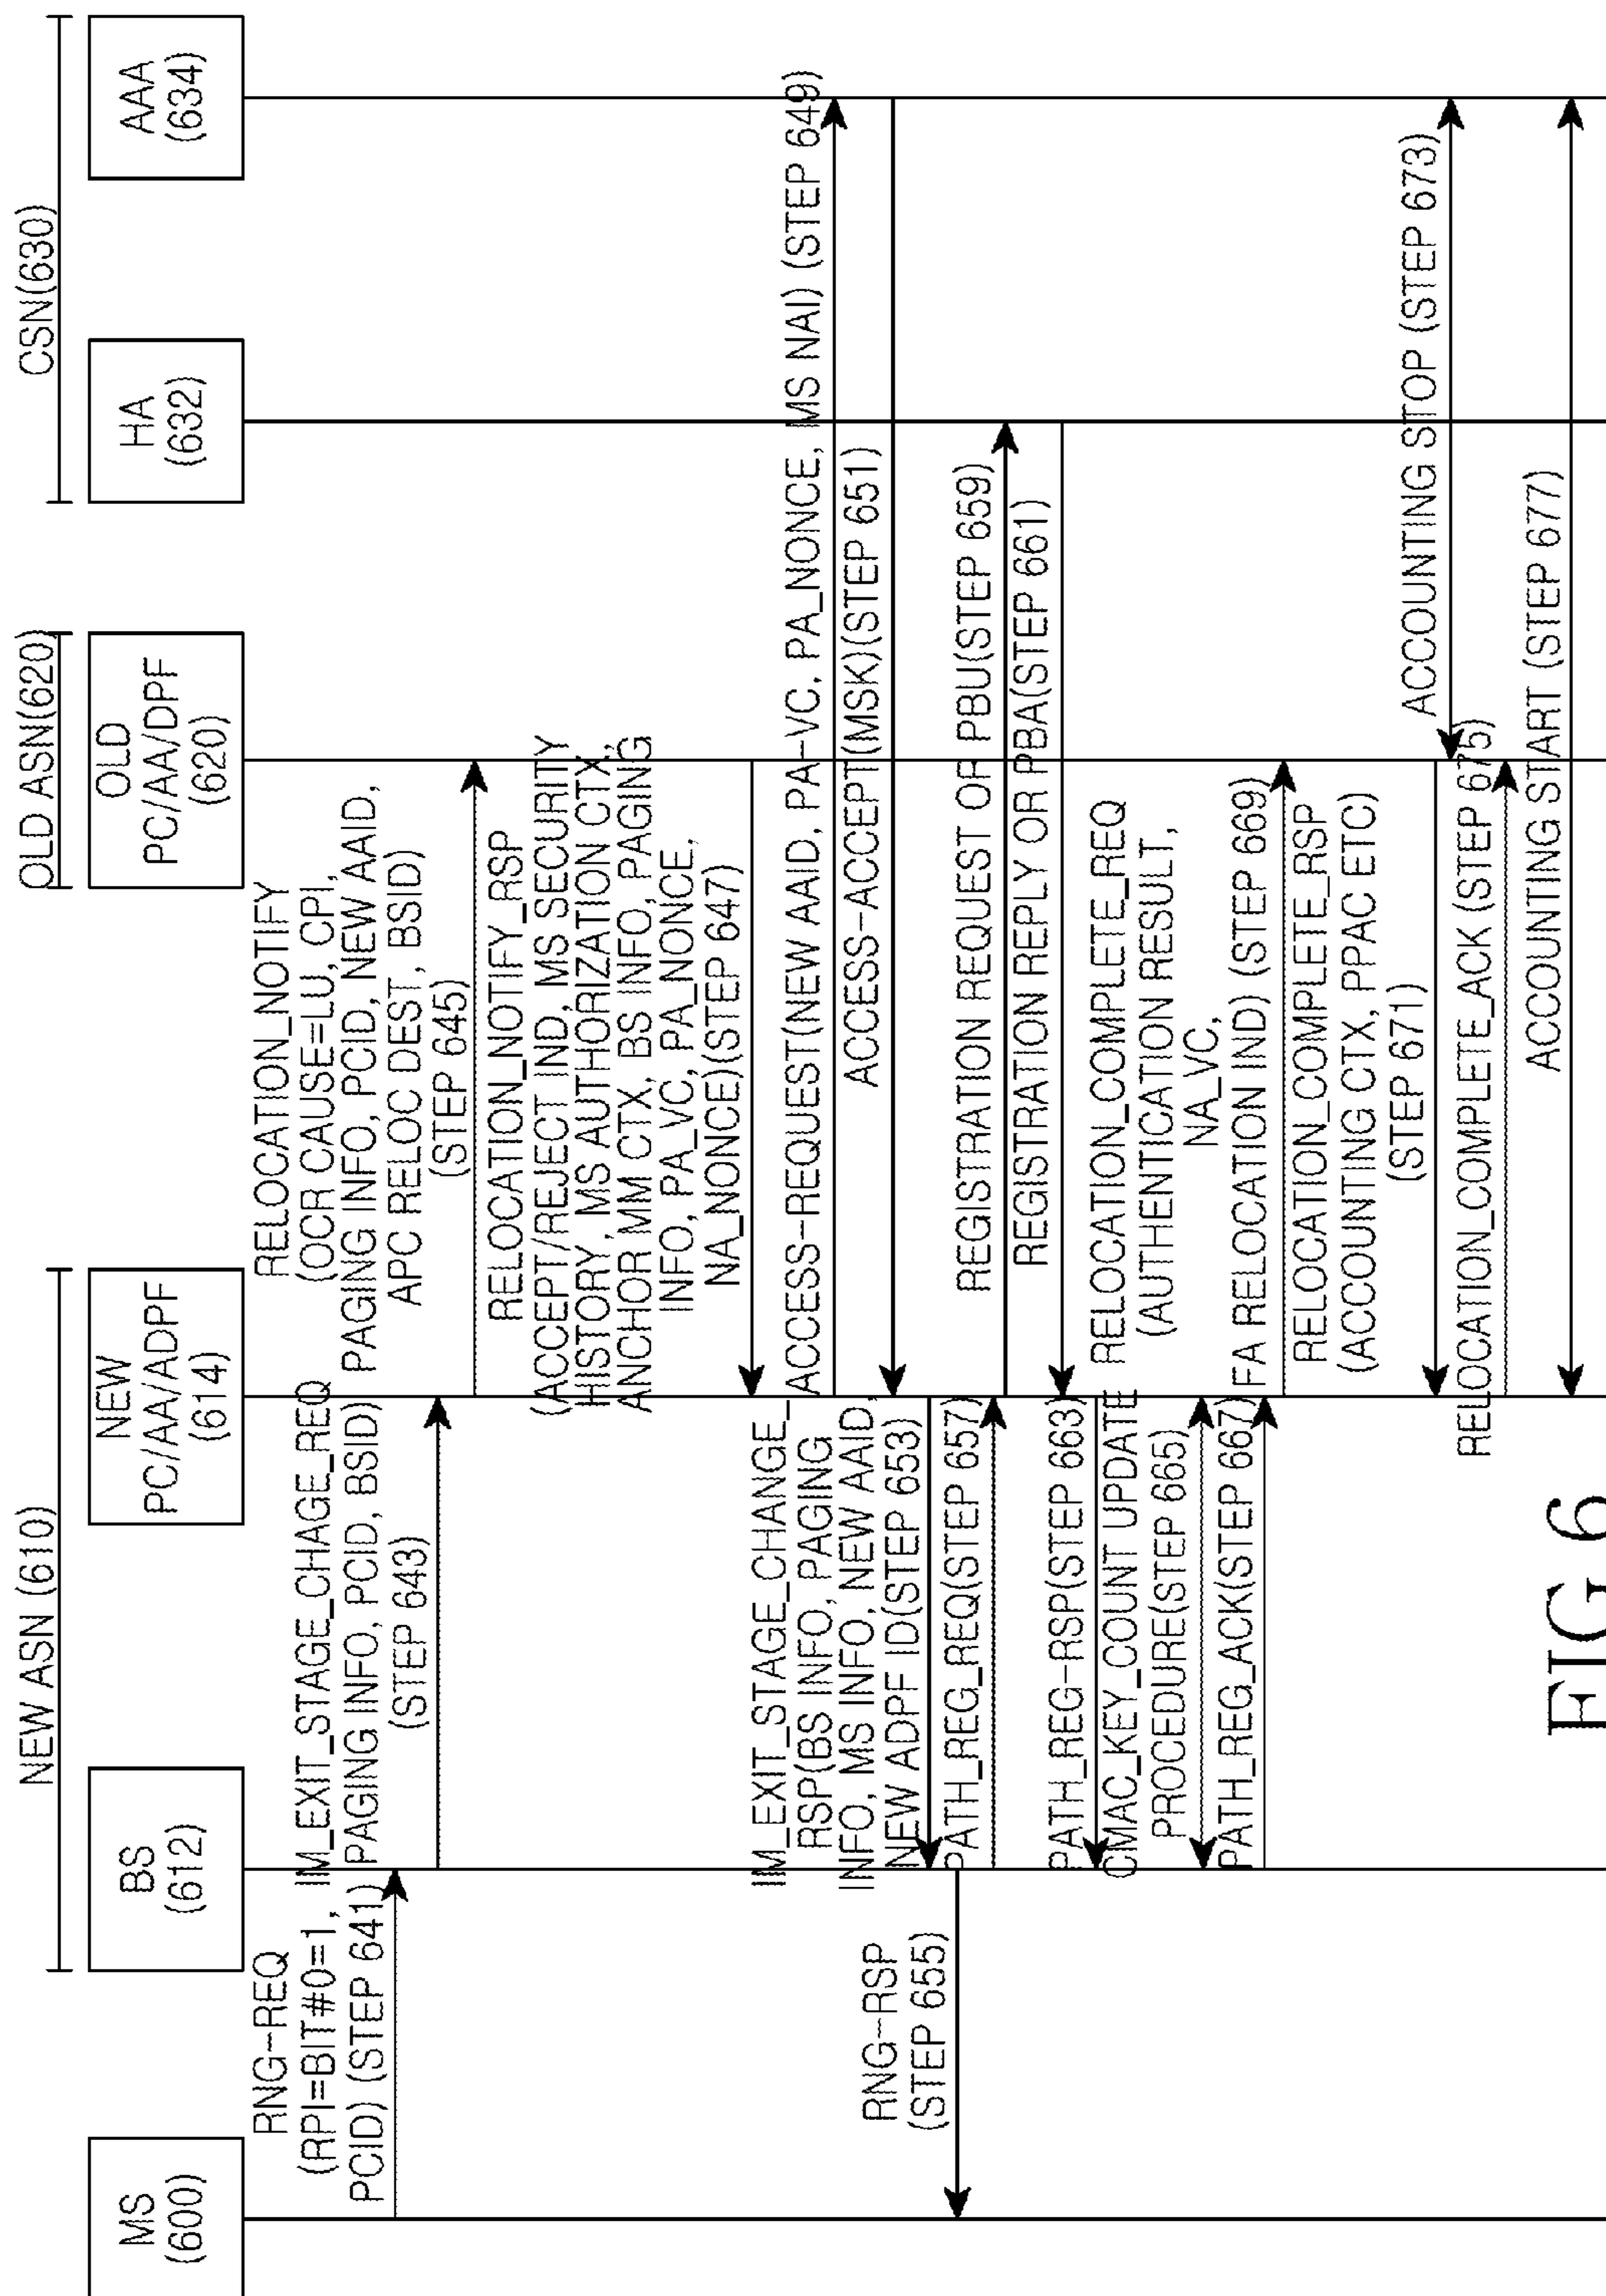 NEW ASN (610)
OLD ASN(620)
CSN(630)
MS
(600)
BS
(612)
NEW
PC/AA/ADPF
(614)
OLD
PC/AA/DPF
(620)
HA
(632)
AAA
(634)
RNG-REQ
(RPI=BIT#0=1,
PCID) (STEP 641)
IM_EXIT_STAGE_CHAGE_REQ
PAGING INFO, PCID, BSID)
(STEP 643)
RELOCATION_NOTIFY
(OCR CAUSE=LU, CPI,
PAGING INFO, PCID, NEW AAID,
APC RELOC DEST, BSID)
(STEP 645)
RELOCATION_NOTIFY_RSP
(ACCEPT/REJECT IND, MS SECURITY
HISTORY, MS AUTHORIZATION CTX,
ANCHOR MM CTX, BS INFO, PAGING
INFO, PA_VC, PA_NONCE,
NA_NONCE)(STEP 647)
ACCESS-REQUEST(NEW AAID, PA-VC, PA_NONCE, MS NAI) (STEP 649)
ACCESS-ACCEPT(MSK)(STEP 651)
IM_EXIT_STAGE_CHANGE_
RSP(BS INFO, PAGING
INFO, MS INFO, NEW AAID,
NEW ADPF ID(STEP 653)
RNG-RSP
(STEP 655)
PATH_REG_REQ(STEP 657)
REGISTRATION REQUEST OR PBU(STEP 659)
REGISTRATION REPLY OR PBA(STEP 661)
PATH_REG-RSP(STEP 663)
CMAC_KEY_COUNT UPDATE
PROCEDURE(STEP 665)
PATH_REG_ACK(STEP 667)
RELOCATION_COMPLETE_REQ
(AUTHENTICATION RESULT,
NA_VC,
FA RELOCATION IND) (STEP 669)
RELOCATION_COMPLETE_RSP
(ACCOUNTING CTX, PPAC ETC)
(STEP 671)
ACCOUNTING STOP (STEP 673)
RELOCATION_COMPLETE_ACK (STEP 675)
ACCOUNTING START (STEP 677)
FIG.6